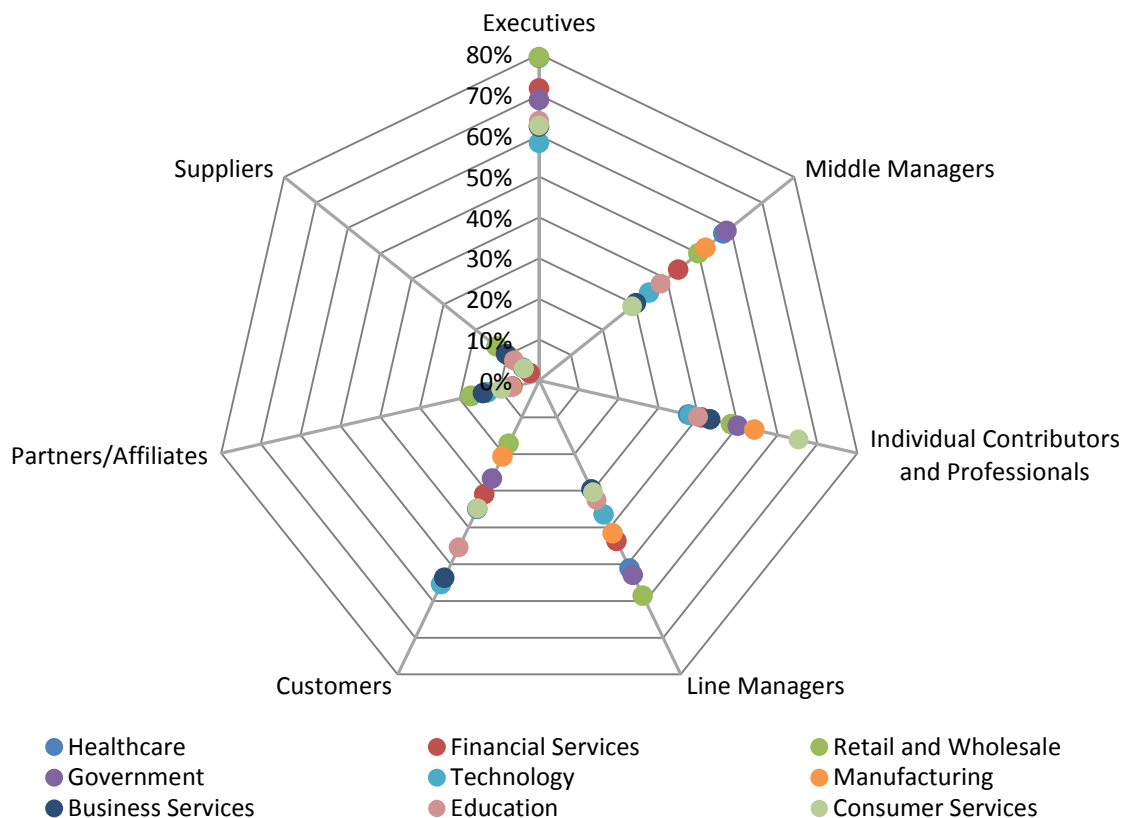 Executives
80%
70%
60%
50%
40%
30%
20%
10%
0%
Suppliers
Middle Managers
Partners/Affiliates
Individual Contributors
and Professionals
Customers
Line Managers
Healthcare
Financial Services
Retail and Wholesale
Government
Technology
Manufacturing
Business Services
Education
Consumer Services